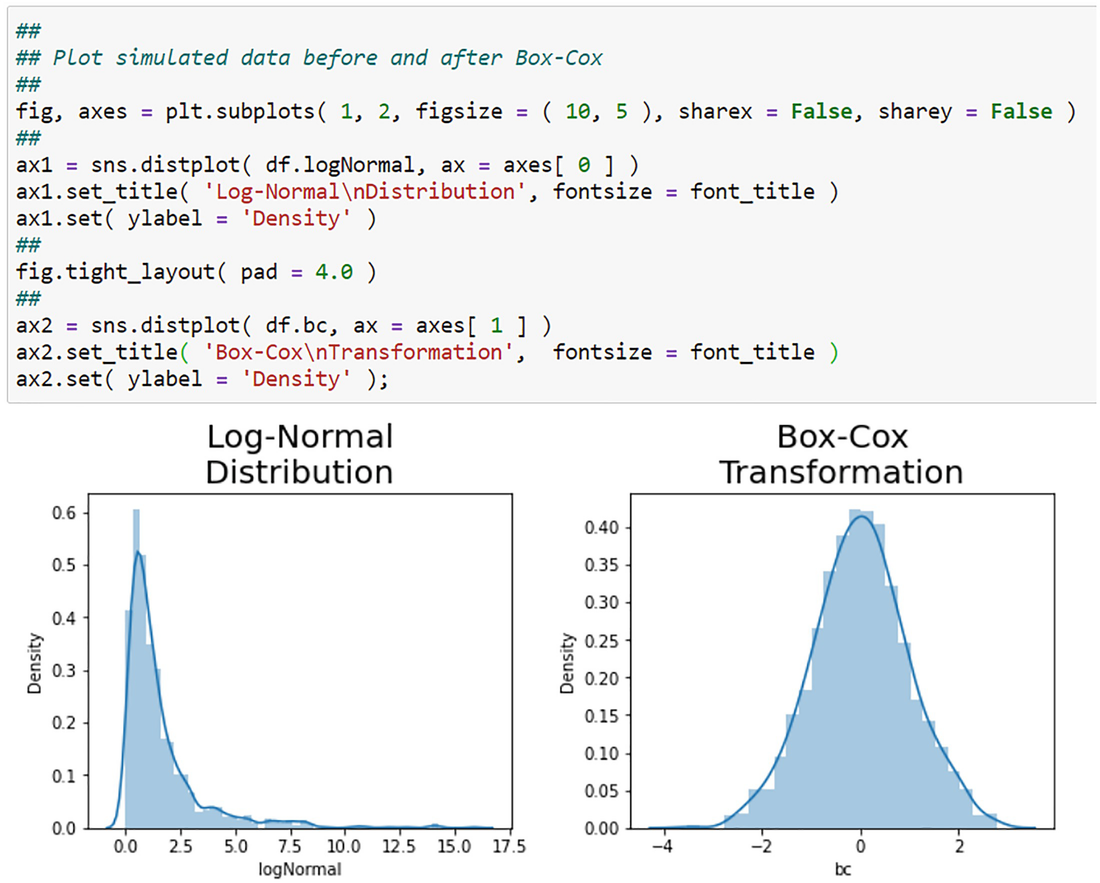 ##
## Plot simulated data before and after Box-Cox
##
fig, axes = plt.subplots( 1, 2, figsize = ( 10, 5 ), sharex = False, sharey = False )
##
ax1 = sns.distplot( df.logNormal, ax = axes[ 0 ] )
ax1.set_title( 'Log-Normal\nDistribution', fontsize = font_title )
ax1.set( ylabel = 'Density' )
##
fig.tight_layout( pad = 4.0 )
##
ax2 = sns.distplot( df.bc, ax = axes[ 1 ] )
ax2.set_title( 'Box-Cox\nTransformation',  fontsize = font_title )
ax2.set( ylabel = 'Density' );
Log-Normal
Distribution
0.6
0.5
0.4
0.3
0.2
0.1
0.0
Density
0.0 2.5 5.0 7.5 10.0 12.5 15.0 17.5
logNormal
Box-Cox
Transformation
0.40
0.35
0.30
0.25
0.20
0.15
0.10
0.05
0.00
Density
−4 −2 0 2
bc